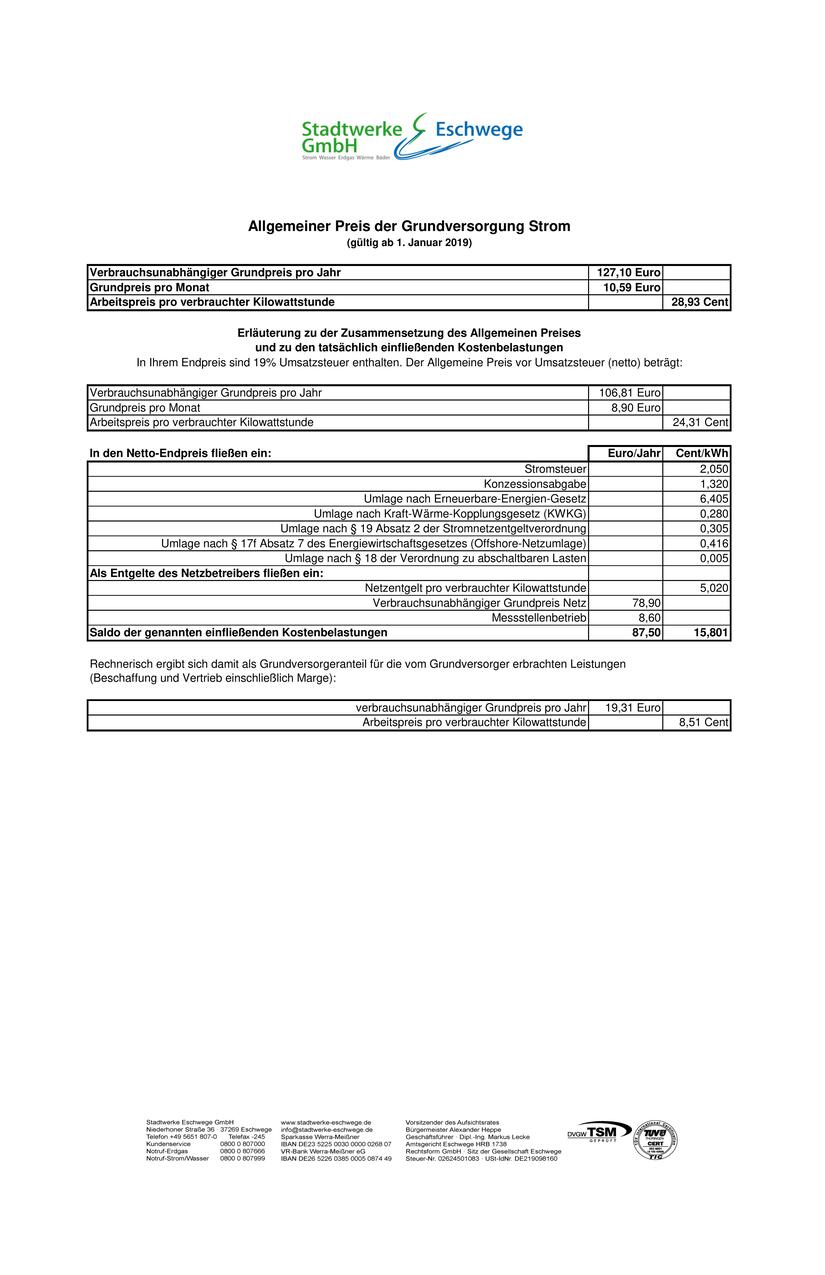 Stadtwerke Eschwege
GmbH
Strom Wasser Erdgas Wärme Bäder
Allgemeiner Preis der Grundversorgung Strom
(gültig ab 1. Januar 2019)
Verbrauchsunabhängiger Grundpreis pro Jahr 127,10 Euro
Grundpreis pro Monat 10,59 Euro
Arbeitspreis pro verbrauchter Kilowattstunde 28,93 Cent
Erläuterung zu der Zusammensetzung des Allgemeinen Preises
und zu den tatsächlich einfließenden Kostenbelastungen
In Ihrem Endpreis sind 19% Umsatzsteuer enthalten. Der Allgemeine Preis vor Umsatzsteuer (netto) beträgt:
Verbrauchsunabhängiger Grundpreis pro Jahr 106,81 Euro
Grundpreis pro Monat 8,90 Euro
Arbeitspreis pro verbrauchter Kilowattstunde 24,31 Cent
In den Netto-Endpreis fließen ein: Euro/Jahr Cent/kWh
Stromsteuer 2,050
Konzessionsabgabe 1,320
Umlage nach Erneuerbare-Energien-Gesetz 6,405
Umlage nach Kraft-Wärme-Kopplungsgesetz (KWKG) 0,280
Umlage nach § 19 Absatz 2 der Stromnetzentgeltverordnung 0,305
Umlage nach § 17f Absatz 7 des Energiewirtschaftsgesetzes (Offshore-Netzumlage) 0,416
Umlage nach § 18 der Verordnung zu abschaltbaren Lasten 0,005
Als Entgelte des Netzbetreibers fließen ein:
Netzentgelt pro verbrauchter Kilowattstunde 5,020
Verbrauchsunabhängiger Grundpreis Netz 78,90
Messstellenbetrieb 8,60
Saldo der genannten einfließenden Kostenbelastungen 87,50 15,801
Rechnerisch ergibt sich damit als Grundversorgeranteil für die vom Grundversorger erbrachten Leistungen
(Beschaffung und Vertrieb einschließlich Marge):
verbrauchsunabhängiger Grundpreis pro Jahr 19,31 Euro
Arbeitspreis pro verbrauchter Kilowattstunde 8,51 Cent
Stadtwerke Eschwege GmbH
Niederhoner Straße 36 · 37269 Eschwege
Telefon +49 5651 807-0 Telefax -245
Kundenservice 0800 0 807000
Notruf-Erdgas 0800 0 807666
Notruf-Strom/Wasser 0800 0 807999
www.stadtwerke-eschwege.de
info@stadtwerke-eschwege.de
Sparkasse Werra-Meißner
IBAN DE23 5225 0030 0000 0268 07
VR-Bank Werra-Meißner eG
IBAN DE26 5226 0385 0005 0874 49
Vorsitzender des Aufsichtsrates
Bürgermeister Alexander Heppe
Geschäftsführer · Dipl.-Ing. Markus Lecke
Amtsgericht Eschwege HRB 1738
Rechtsform GmbH · Sitz der Gesellschaft Eschwege
Steuer-Nr. 02624501083 · USt-IdNr. DE219098160
DVGW TSM
GEPRÜFT
TÜV
CERT
TIC